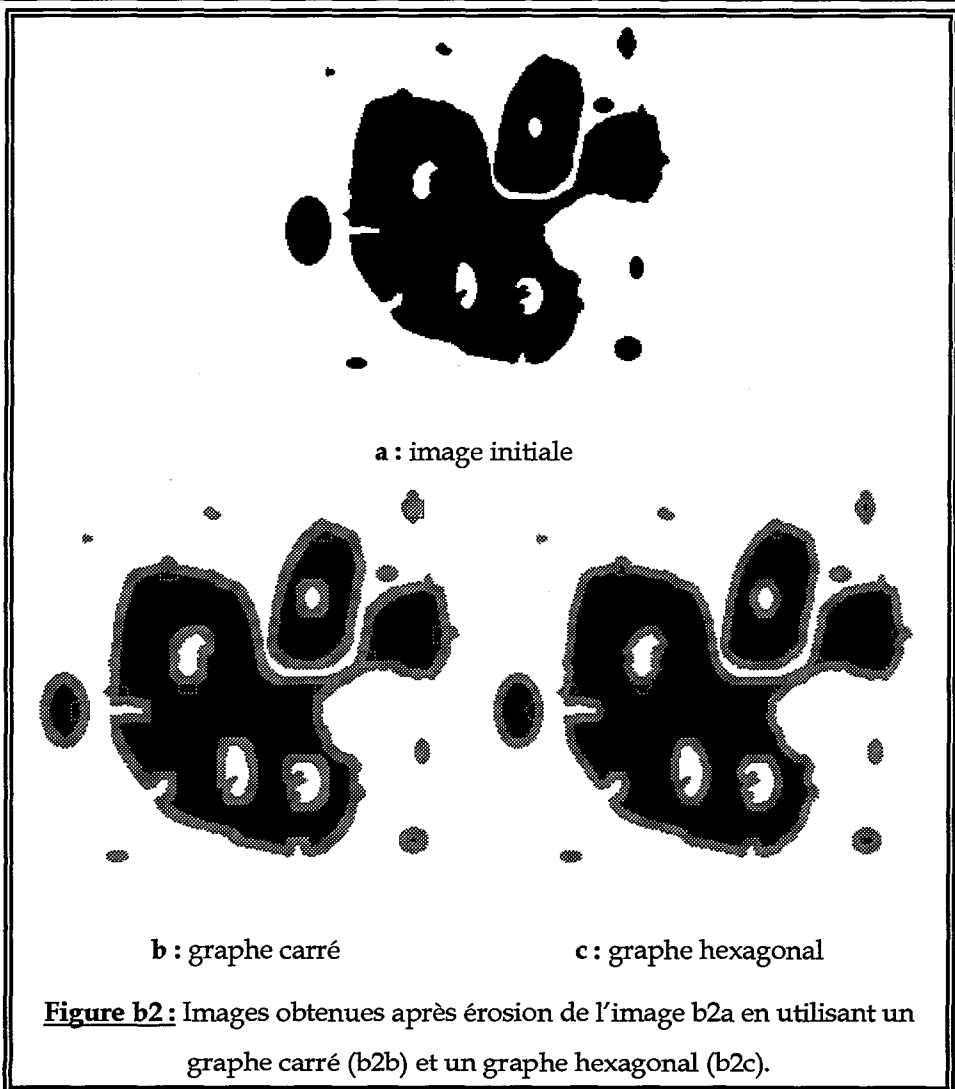 a : image initiale
b : graphe carré
c : graphe hexagonal
Figure b2 : Images obtenues après érosion de l'image b2a en utilisant un
graphe carré (b2b) et un graphe hexagonal (b2c).